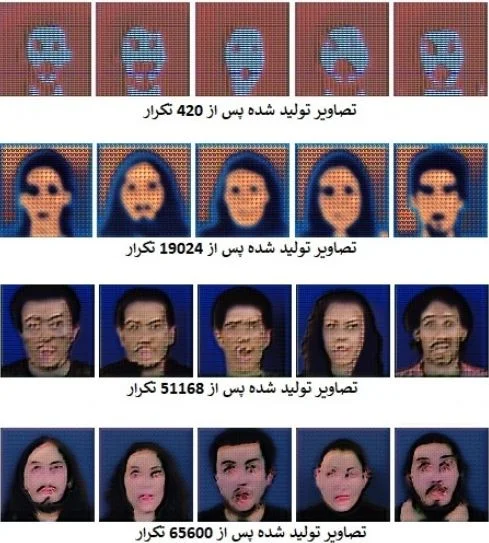 تصاویر تولید شده پس از 420 تکرار
تصاویر تولید شده پس از 19024 تکرار
تصاویر تولید شده پس از 51168 تکرار
تصاویر تولید شده پس از 65600 تکرار